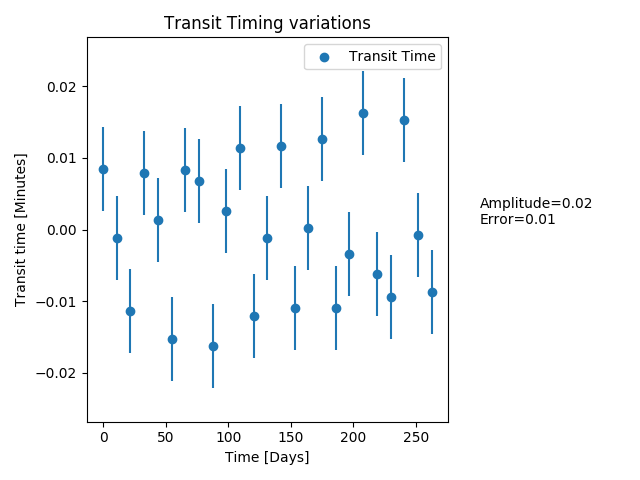 Transit Timing variations
Transit Time
0.02
0.01
0.00
−0.01
−0.02
Transit time [Minutes]
0 50 100 150 200 250
Time [Days]
Amplitude=0.02
Error=0.01